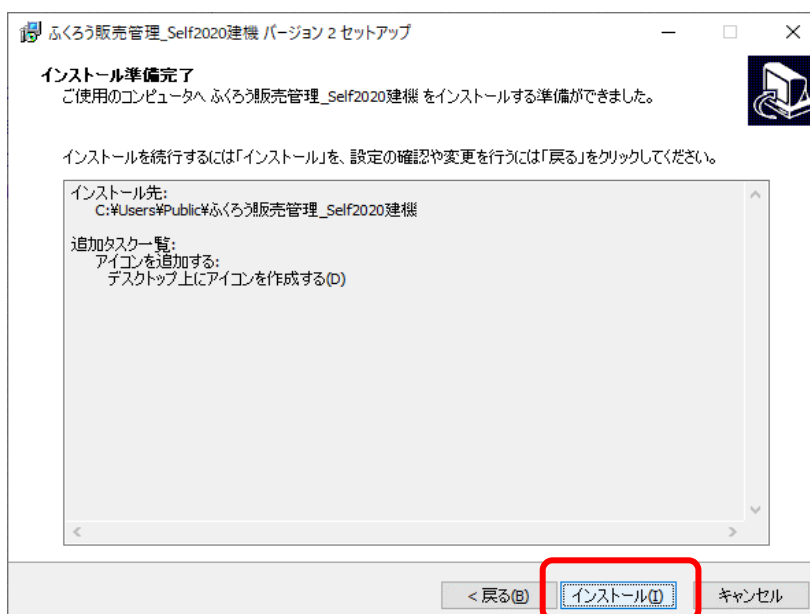 ふくろう販売管理_Self2020建機 バージョン 2 セットアップ
インストール準備完了
ご使用のコンピュータへ ふくろう販売管理_Self2020建機 をインストールする準備ができました。
インストールを続行するには「インストール」を、設定の確認や変更を行うには「戻る」をクリックしてください。
インストール先:
C:¥Users¥Public¥ふくろう販売管理_Self2020建機
追加タスク一覧:
アイコンを追加する:
デスクトップ上にアイコンを作成する(D)
< 戻る(B) インストール(I) キャンセル